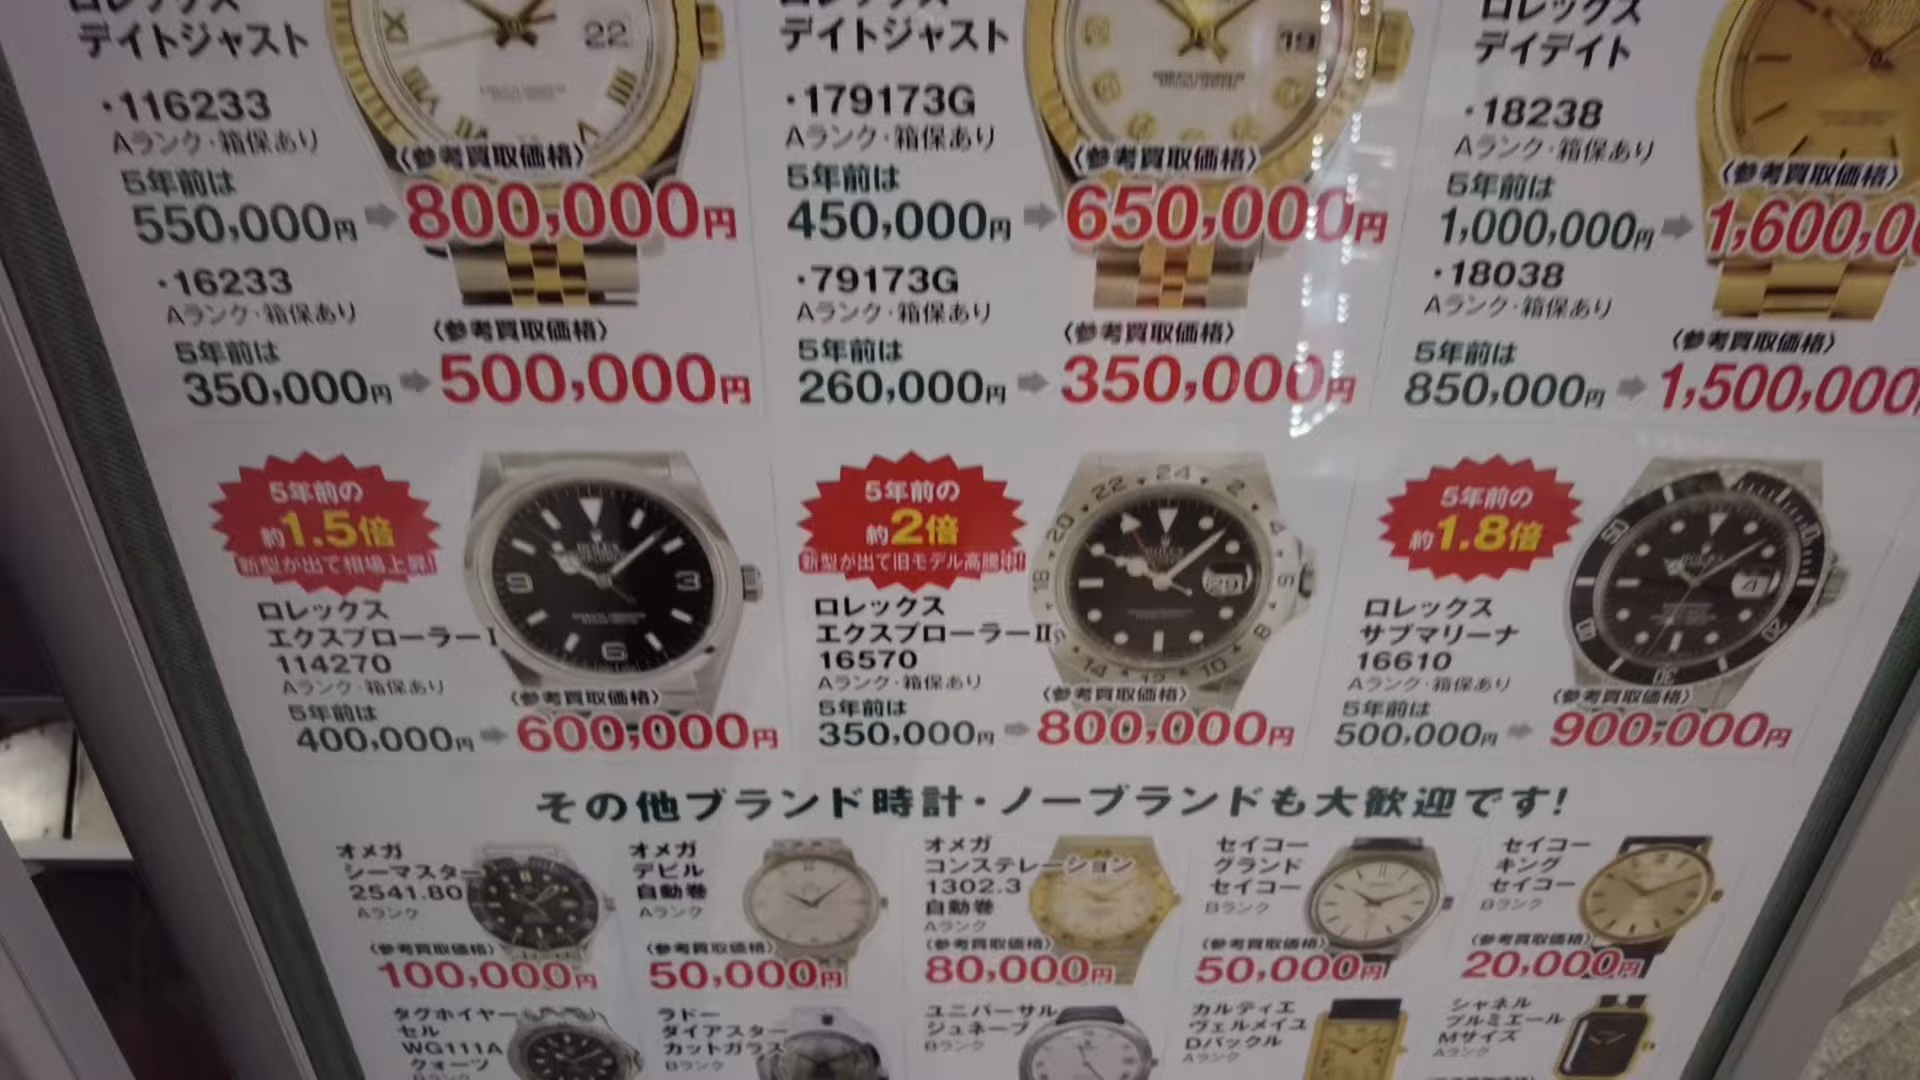 ロレックス
デイトジャスト
・116233
Aランク・箱保あり
〈参考買取価格〉
5年前は
550,000円
800,000円
・16233
Aランク・箱保あり
〈参考買取価格〉
5年前は
350,000円
500,000円
ロレックス
デイトジャスト
・179173G
Aランク・箱保あり
〈参考買取価格〉
5年前は
450,000円
650,000円
・79173G
Aランク・箱保あり
〈参考買取価格〉
5年前は
260,000円
350,000円
ロレックス
デイデイト
・18238
Aランク・箱保あり
〈参考買取価格〉
5年前は
1,000,000円
1,600,00
・18038
Aランク・箱保あり
〈参考買取価格〉
5年前は
850,000円
1,500,000円
5年前の
約1.5倍
新型が出て相場上昇!
ロレックス
エクスプローラーI
114270
Aランク・箱保あり
〈参考買取価格〉
5年前は
400,000円
600,000円
5年前の
約2倍
新型が出て旧モデル高騰中!
ロレックス
エクスプローラーII
16570
Aランク・箱保あり
〈参考買取価格〉
5年前は
350,000円
800,000円
5年前の
約1.8倍
ロレックス
サブマリーナ
16610
Aランク・箱保あり
〈参考買取価格〉
5年前は
500,000円
900,000円
その他ブランド時計・ノーブランドも大歓迎です!
オメガ
シーマスター
2541.80
Aランク
〈参考買取価格〉
100,000円
オメガ
デビル
自動巻
Aランク
〈参考買取価格〉
50,000円
オメガ
コンステレーション
1302.3
自動巻
Aランク
〈参考買取価格〉
80,000円
セイコー
グランド
セイコー
Bランク
〈参考買取価格〉
50,000円
セイコー
キング
セイコー
Bランク
〈参考買取価格〉
20,000円
タグホイヤー
セル
WG111A
クォーツ
Bランク
ラドー
ダイアスター
カットガラス
Bランク
ユニバーサル
ジュネーブ
Bランク
カルティエ
ヴェルメイユ
Dバックル
Aランク
シャネル
プルミエール
Mサイズ
Aランク